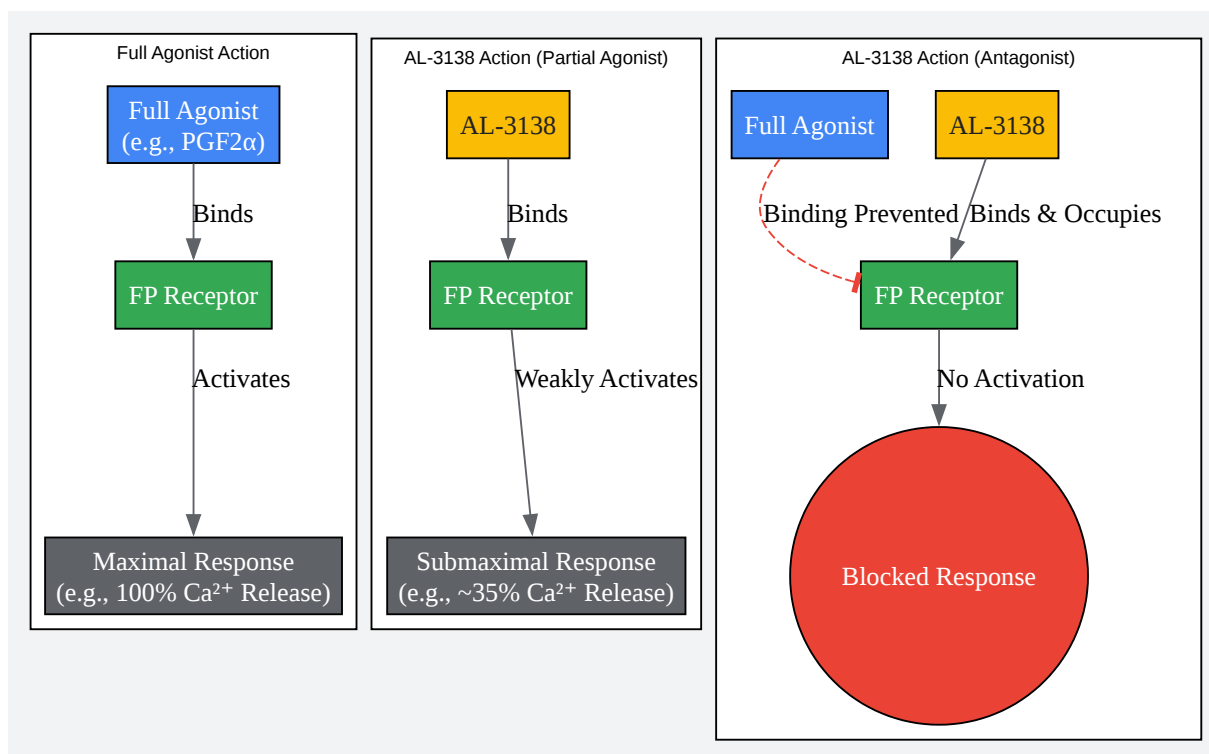 Full Agonist Action
Full Agonist
(e.g., PGF2α)
Binds
FP Receptor
Activates
Maximal Response
(e.g., 100% Ca²⁺ Release)
AL-3138 Action (Partial Agonist)
AL-3138
Binds
FP Receptor
Weakly Activates
Submaximal Response
(e.g., ~35% Ca²⁺ Release)
AL-3138 Action (Antagonist)
Full Agonist
AL-3138
Binding Prevented
Binds & Occupies
FP Receptor
No Activation
Blocked Response